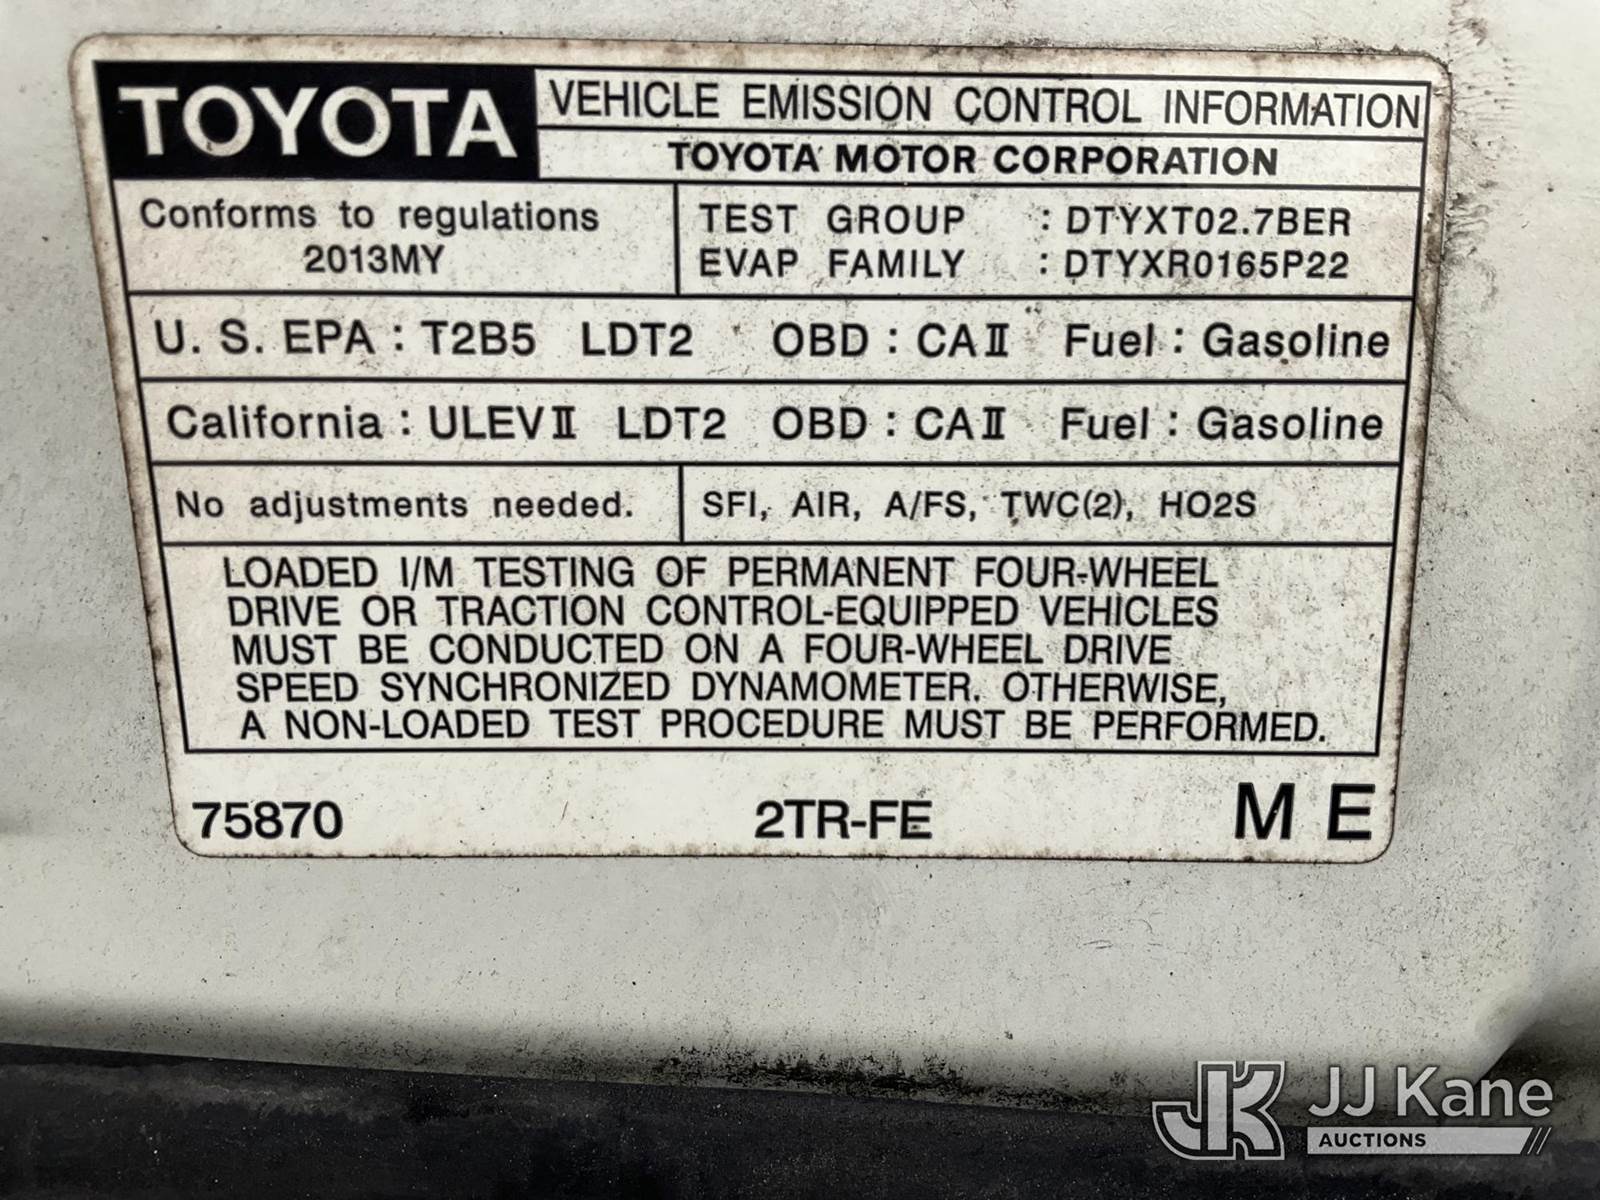 TOYOTA
VEHICLE EMISSION CONTROL INFORMATION
TOYOTA MOTOR CORPORATION
Conforms to regulations
2013MY
TEST GROUP : DTYXT02.7BER
EVAP FAMILY : DTYXR0165P22
U. S. EPA : T2B5 LDT2 OBD : CAⅡ Fuel : Gasoline
California : ULEVⅡ LDT2 OBD : CAⅡ Fuel : Gasoline
No adjustments needed.
SFI, AIR, A/FS, TWC(2), HO2S
LOADED I/M TESTING OF PERMANENT FOUR-WHEEL
DRIVE OR TRACTION CONTROL-EQUIPPED VEHICLES
MUST BE CONDUCTED ON A FOUR-WHEEL DRIVE
SPEED SYNCHRONIZED DYNAMOMETER. OTHERWISE,
A NON-LOADED TEST PROCEDURE MUST BE PERFORMED.
75870 2TR-FE M E
JK JJ Kane
AUCTIONS